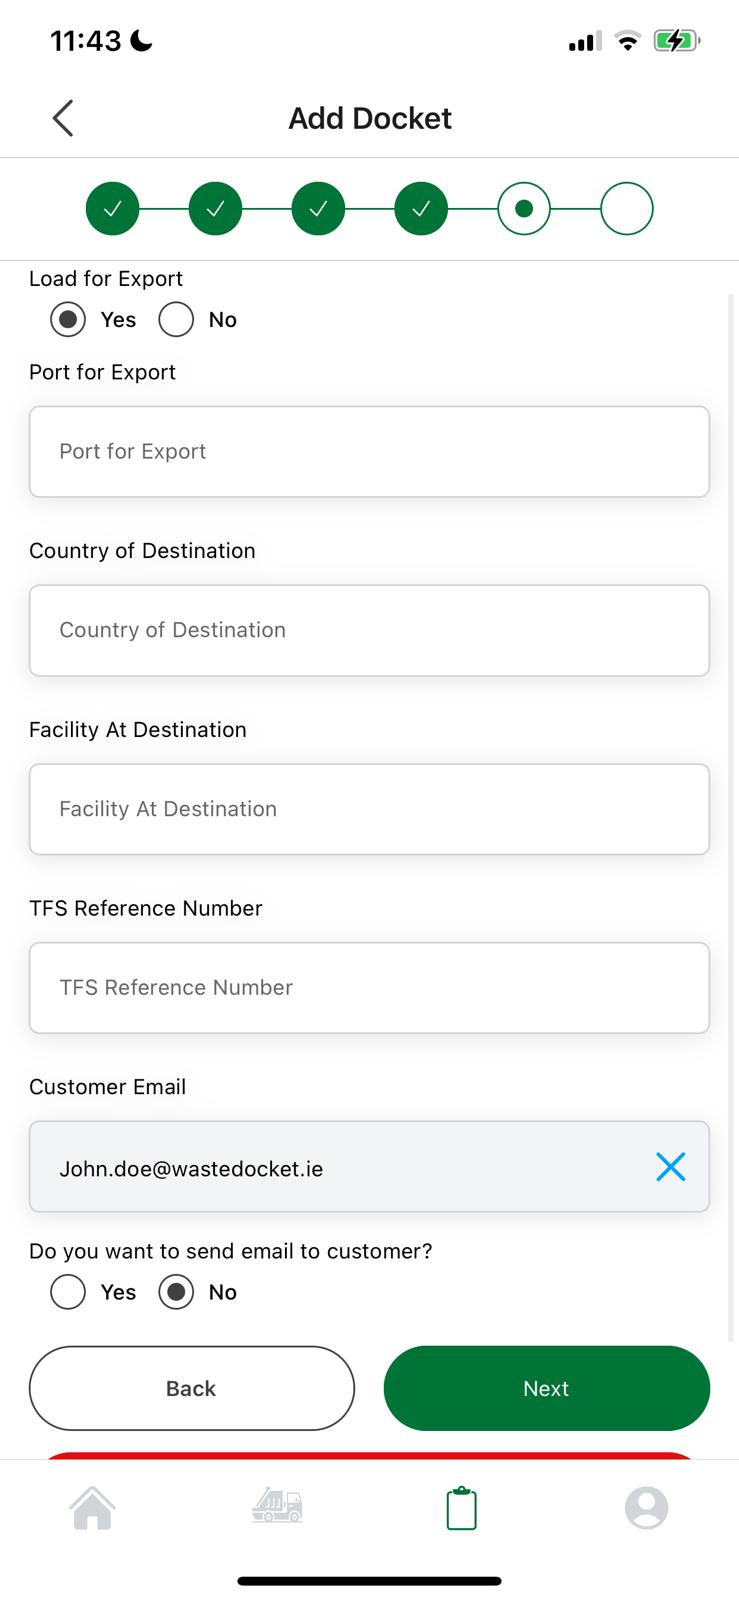 11:43
Add Docket
Load for Export
Yes No
Port for Export
Port for Export
Country of Destination
Country of Destination
Facility At Destination
Facility At Destination
TFS Reference Number
TFS Reference Number
Customer Email
John.doe@wastedocket.ie
Do you want to send email to customer?
Yes No
Back Next